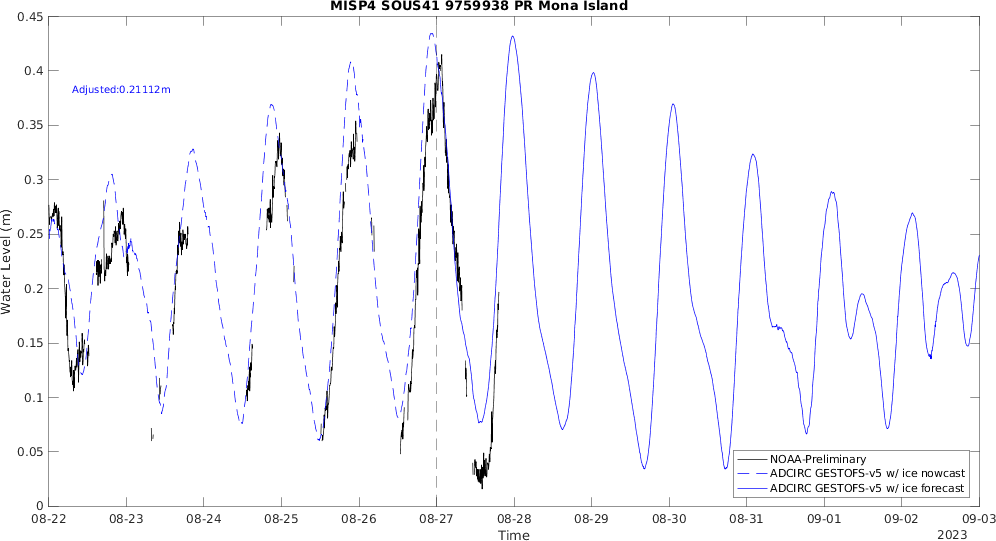 MISP4 SOUS41 9759938 PR Mona Island
0.45
0.4
0.35
0.3
0.25
0.2
0.15
0.1
0.05
0
Water Level (m)
Adjusted:0.21112m
NOAA-Preliminary
ADCIRC GESTOFS-v5 w/ ice nowcast
ADCIRC GESTOFS-v5 w/ ice forecast
08-22 08-23 08-24 08-25 08-26 08-27 08-28 08-29 08-30 08-31 09-01 09-02 09-03
Time
2023